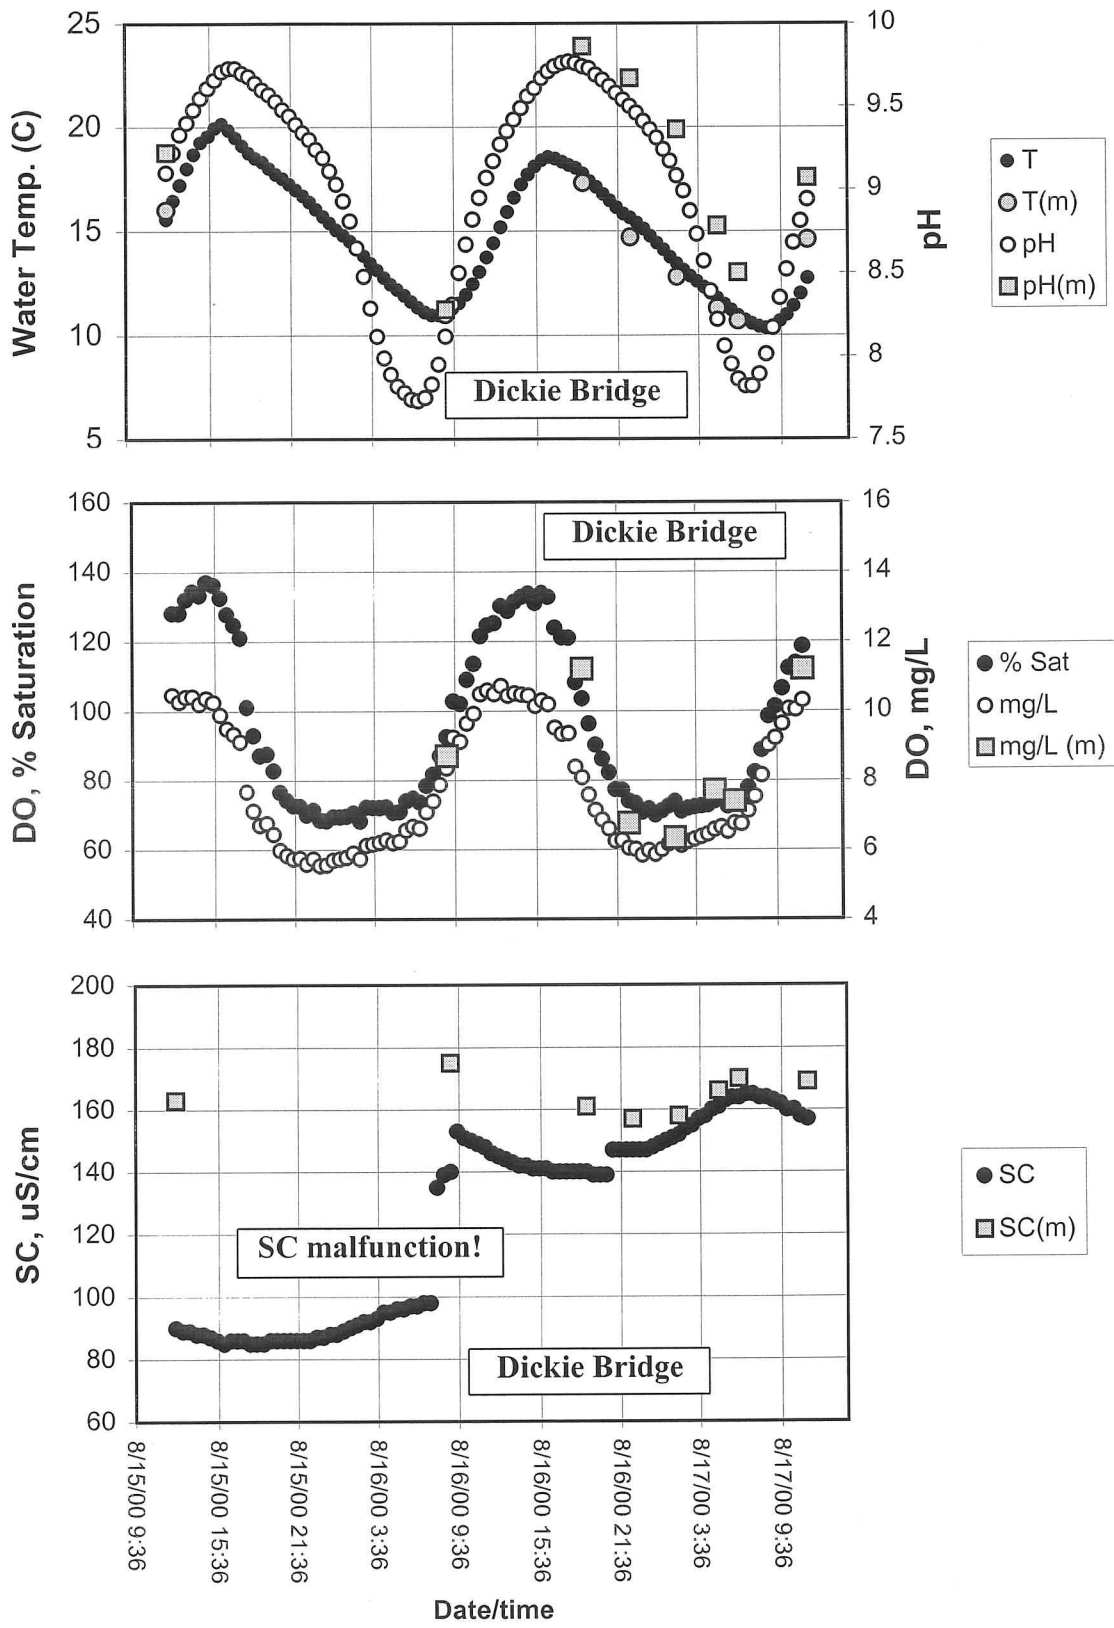 25
20
15
10
5
Water Temp. (C)
10
9.5
9
8.5
8
7.5
pH
T
T(m)
pH
pH(m)
Dickie Bridge
160
140
120
100
80
60
40
DO, % Saturation
16
14
12
10
8
6
4
DO, mg/L
Dickie Bridge
% Sat
mg/L
mg/L (m)
200
180
160
140
120
100
80
60
SC, uS/cm
SC malfunction!
Dickie Bridge
SC
SC(m)
8/15/00 9:36
8/15/00 15:36
8/15/00 21:36
8/16/00 3:36
8/16/00 9:36
8/16/00 15:36
8/16/00 21:36
8/17/00 3:36
8/17/00 9:36
Date/time